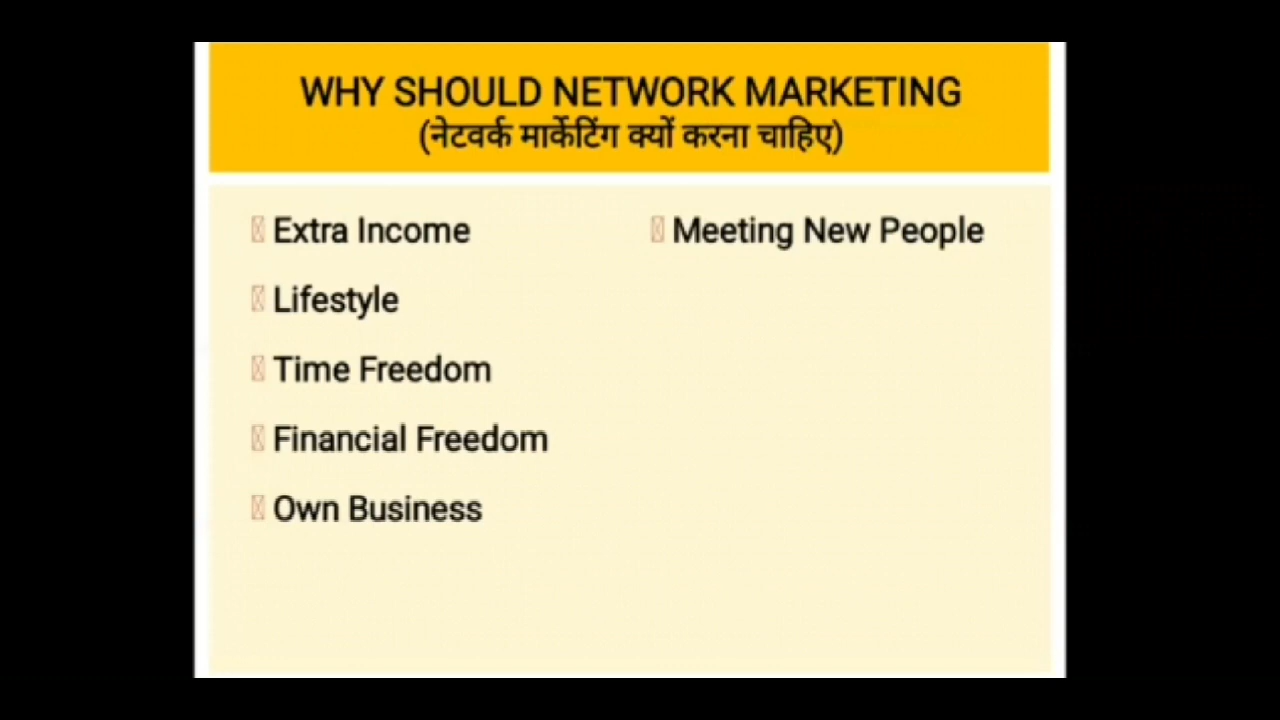 WHY SHOULD NETWORK MARKETING
(नेटवर्क मार्केटिंग क्यों करना चाहिए)
Extra Income
Lifestyle
Time Freedom
Financial Freedom
Own Business
Meeting New People